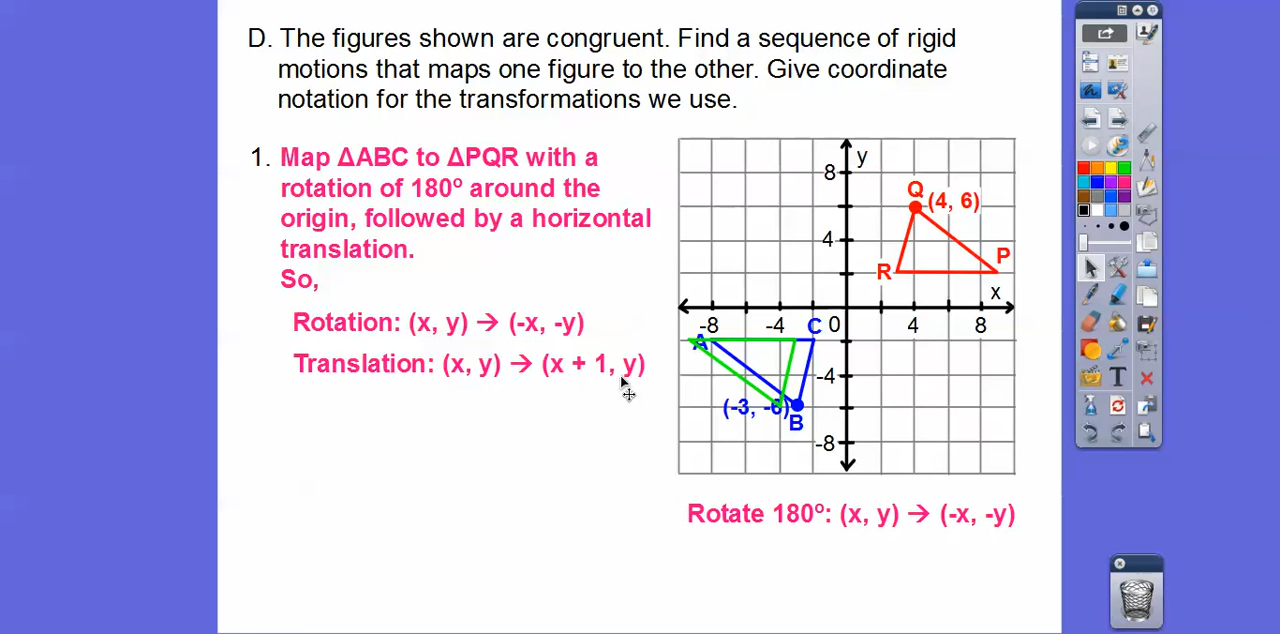 D. The figures shown are congruent. Find a sequence of rigid
motions that maps one figure to the other. Give coordinate
notation for the transformations we use.
1. Map ΔABC to ΔPQR with a
rotation of 180º around the
origin, followed by a horizontal
translation.
So,
Rotation: (x, y) → (-x, -y)
Translation: (x, y) → (x + 1, y)
y
8
Q
(4, 6)
4
P
R
x
-8 -4 C 0 4 8
A
-4
(-3, -6)
B
-8
Rotate 180º: (x, y) → (-x, -y)
T